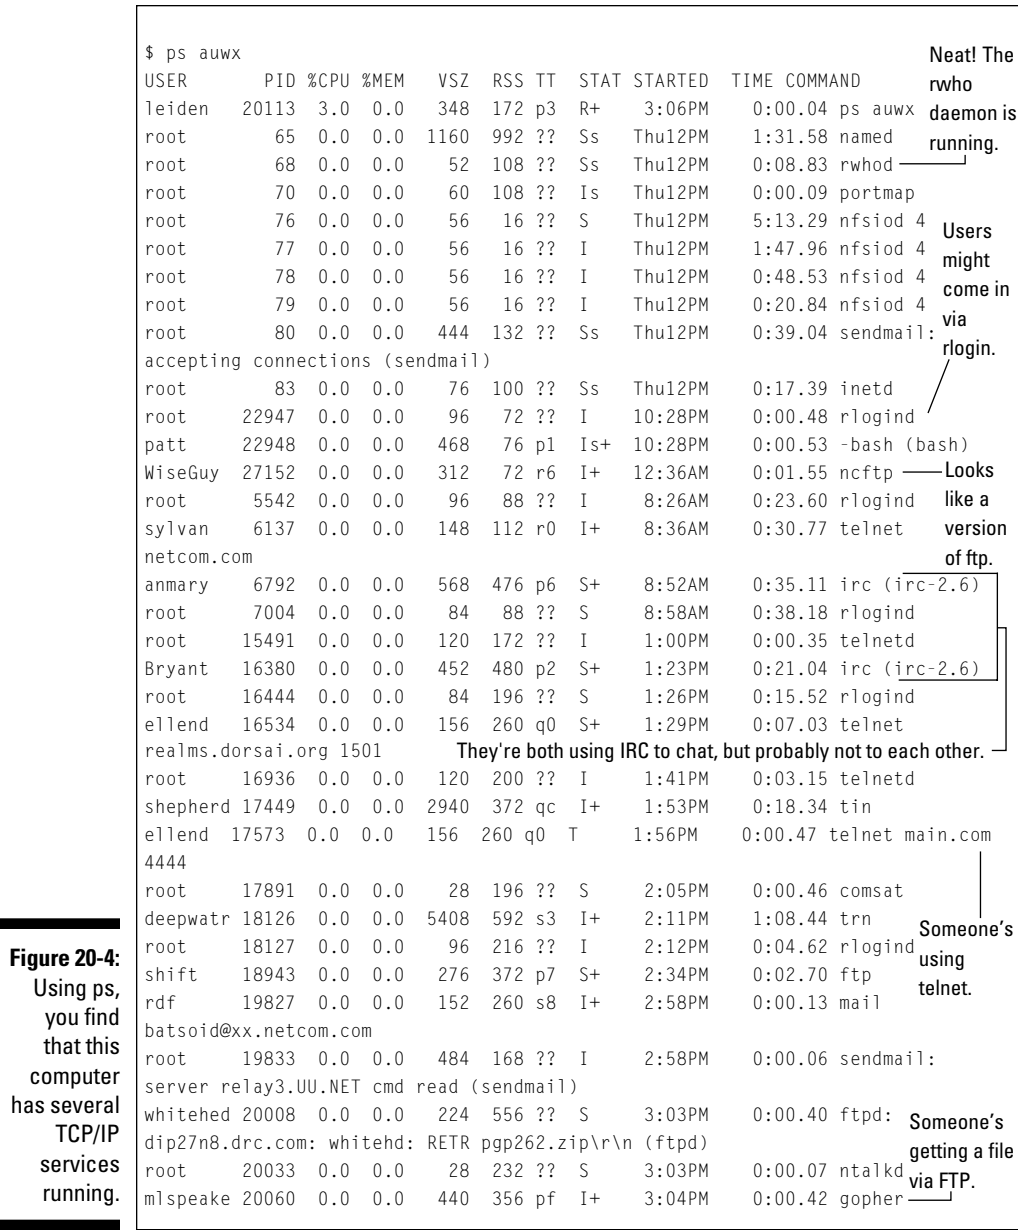 $ ps auwx
USER PID %CPU %MEM VSZ RSS TT STAT STARTED TIME COMMAND
leiden 20113 3.0 0.0 348 172 p3 R+ 3:06PM 0:00.04 ps auwx
root 65 0.0 0.0 1160 992 ?? Ss Thu12PM 1:31.58 named
root 68 0.0 0.0 52 108 ?? Ss Thu12PM 0:08.83 rwhod
root 70 0.0 0.0 60 108 ?? Is Thu12PM 0:00.09 portmap
root 76 0.0 0.0 56 16 ?? S Thu12PM 5:13.29 nfsiod 4
root 77 0.0 0.0 56 16 ?? I Thu12PM 1:47.96 nfsiod 4
root 78 0.0 0.0 56 16 ?? I Thu12PM 0:48.53 nfsiod 4
root 79 0.0 0.0 56 16 ?? I Thu12PM 0:20.84 nfsiod 4
root 80 0.0 0.0 444 132 ?? Ss Thu12PM 0:39.04 sendmail:
accepting connections (sendmail)
root 83 0.0 0.0 76 100 ?? Ss Thu12PM 0:17.39 inetd
root 22947 0.0 0.0 96 72 ?? I 10:28PM 0:00.48 rlogind
patt 22948 0.0 0.0 468 76 p1 Is+ 10:28PM 0:00.53 -bash (bash)
WiseGuy 27152 0.0 0.0 312 72 r6 I+ 12:36AM 0:01.55 ncftp
root 5542 0.0 0.0 96 88 ?? I 8:26AM 0:23.60 rlogind
sylvan 6137 0.0 0.0 148 112 r0 I+ 8:36AM 0:30.77 telnet
netcom.com
anmary 6792 0.0 0.0 568 476 p6 S+ 8:52AM 0:35.11 irc (irc-2.6)
root 7004 0.0 0.0 84 88 ?? S 8:58AM 0:38.18 rlogind
root 15491 0.0 0.0 120 172 ?? I 1:00PM 0:00.35 telnetd
Bryant 16380 0.0 0.0 452 480 p2 S+ 1:23PM 0:21.04 irc (irc-2.6)
root 16444 0.0 0.0 84 196 ?? S 1:26PM 0:15.52 rlogind
ellend 16534 0.0 0.0 156 260 q0 S+ 1:29PM 0:07.03 telnet
realms.dorsai.org 1501
They're both using IRC to chat, but probably not to each other.
root 16936 0.0 0.0 120 200 ?? I 1:41PM 0:03.15 telnetd
shepherd 17449 0.0 0.0 2940 372 qc I+ 1:53PM 0:18.34 tin
ellend 17573 0.0 0.0 156 260 q0 T 1:56PM 0:00.47 telnet main.com
4444
root 17891 0.0 0.0 28 196 ?? S 2:05PM 0:00.46 comsat
deepwatr 18126 0.0 0.0 5408 592 s3 I+ 2:11PM 1:08.44 trn
root 18127 0.0 0.0 96 216 ?? I 2:12PM 0:04.62 rlogind
shift 18943 0.0 0.0 276 372 p7 S+ 2:34PM 0:02.70 ftp
rdf 19827 0.0 0.0 152 260 s8 I+ 2:58PM 0:00.13 mail
batsoid@xx.netcom.com
root 19833 0.0 0.0 484 168 ?? I 2:58PM 0:00.06 sendmail:
server relay3.UU.NET cmd read (sendmail)
whitehed 20008 0.0 0.0 224 556 ?? S 3:03PM 0:00.40 ftpd:
dip27n8.drc.com: whitehd: RETR pgp262.zip\r\n (ftpd)
root 20033 0.0 0.0 28 232 ?? S 3:03PM 0:00.07 ntalkd
mlspeake 20060 0.0 0.0 440 356 pf I+ 3:04PM 0:00.42 gopher
Neat! The
rwho
daemon is
running.
Users
might
come in
via
rlogin.
Looks
like a
version
of ftp.
Someone's
using
telnet.
Someone's
getting a file
via FTP.
Figure 20-4:
Using ps,
you find
that this
computer
has several
TCP/IP
services
running.